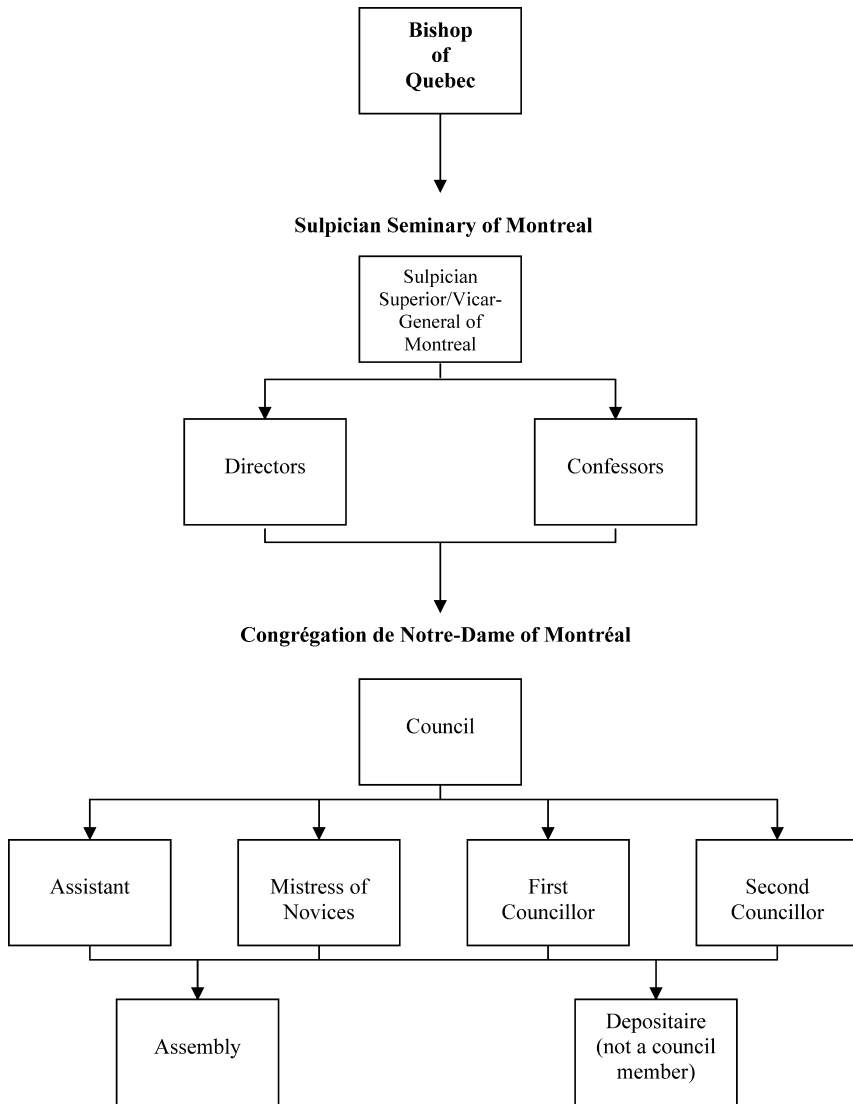 Bishop
of
Quebec
Sulpician Seminary of Montreal
Sulpician
Superior/Vicar-
General of
Montreal
Directors
Confessors
Congrégation de Notre-Dame of Montréal
Council
Assistant
Mistress of
Novices
First
Councillor
Second
Councillor
Assembly
Depositaire
(not a council
member)